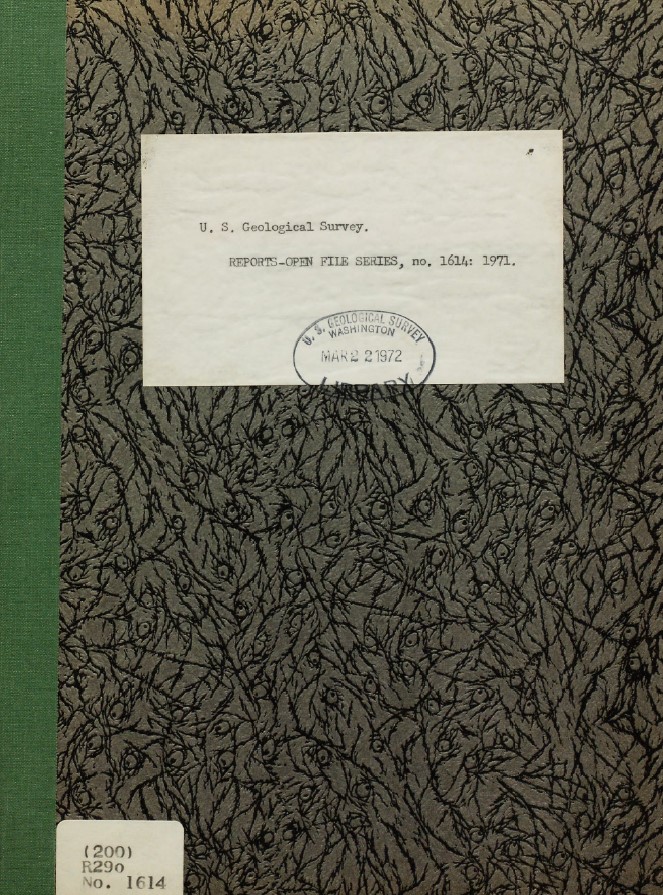 U. S. Geological Survey.
REPORTS-OPEN FILE SERIES, no. 1614: 1971.
U. S. GEOLOGICAL SURVEY
WASHINGTON
MAR 2 2 1972
LIBRARY
(200)
R29o
No. 1614